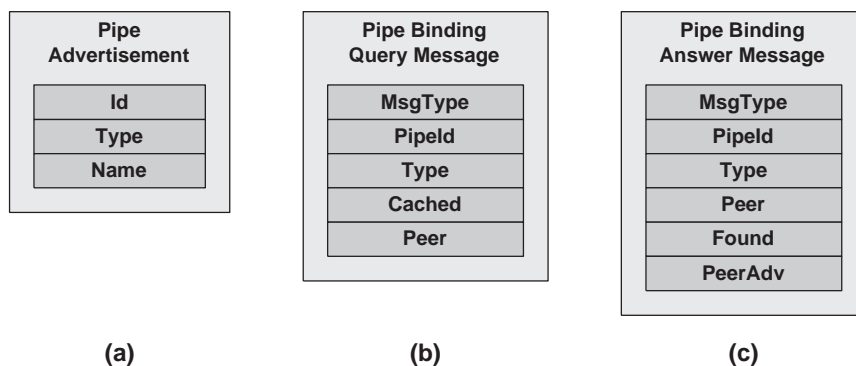 Pipe
Advertisement
Id
Type
Name
(a)
Pipe Binding
Query Message
MsgType
PipeId
Type
Cached
Peer
(b)
Pipe Binding
Answer Message
MsgType
PipeId
Type
Peer
Found
PeerAdv
(c)